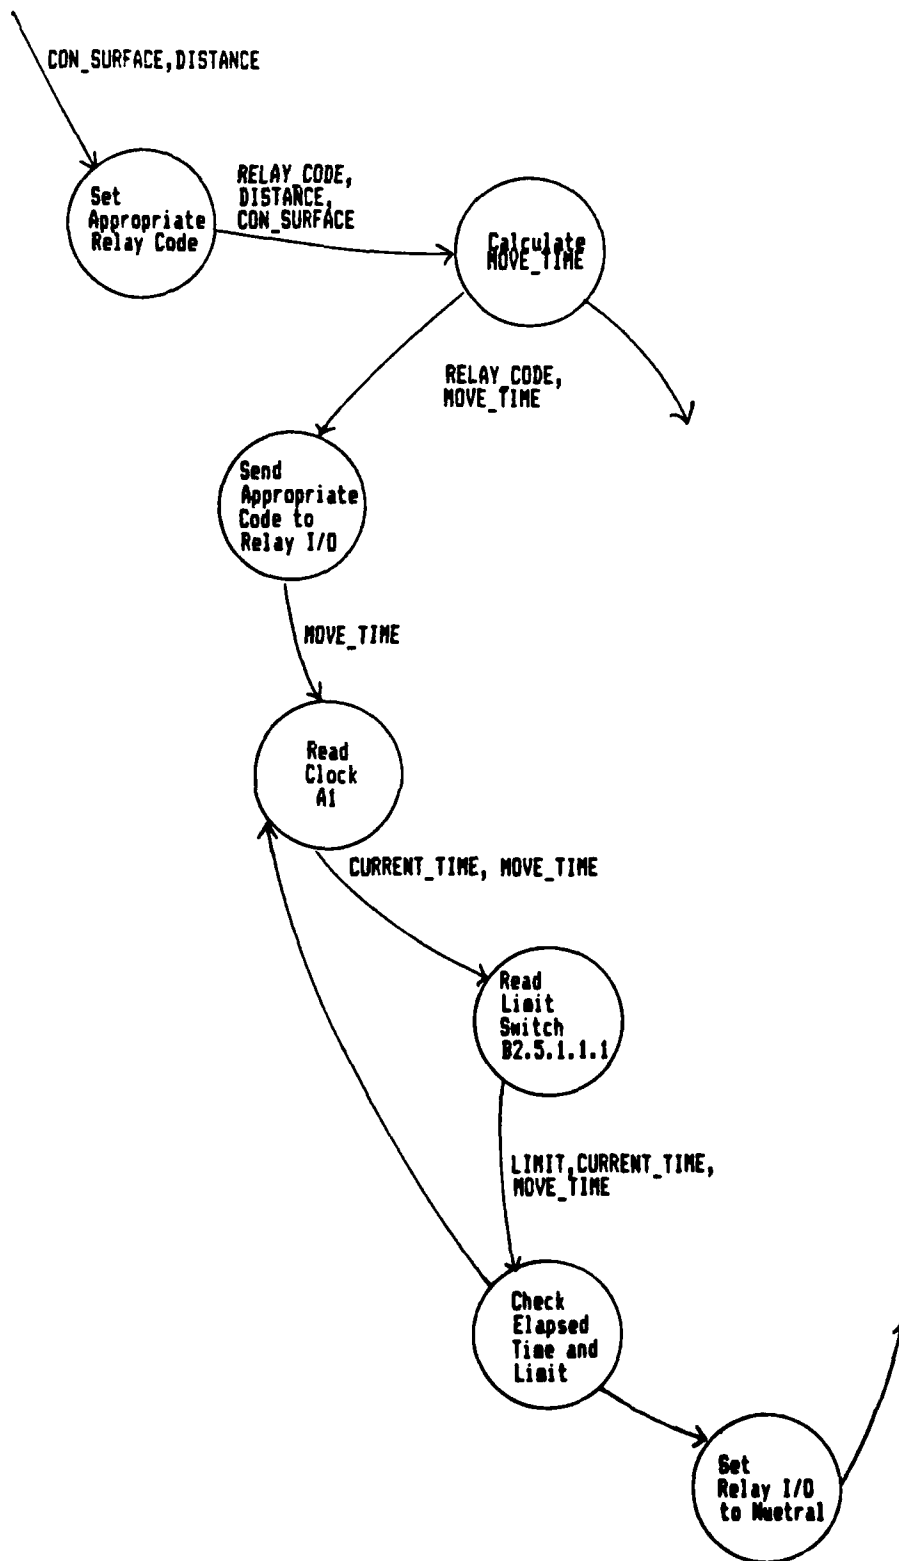 CON_SURFACE,DISTANCE
Set
Appropriate
Relay Code
RELAY_CODE,
DISTANCE,
CON_SURFACE
Calculate
MOVE_TIME
RELAY_CODE,
MOVE_TIME
Send
Appropriate
Code to
Relay I/O
MOVE_TIME
Read
Clock
A1
CURRENT_TIME, MOVE_TIME
Read
Limit
Switch
B2.5.1.1.1
LIMIT,CURRENT_TIME,
MOVE_TIME
Check
Elapsed
Time and
Limit
Set
Relay I/O
to Nuetral